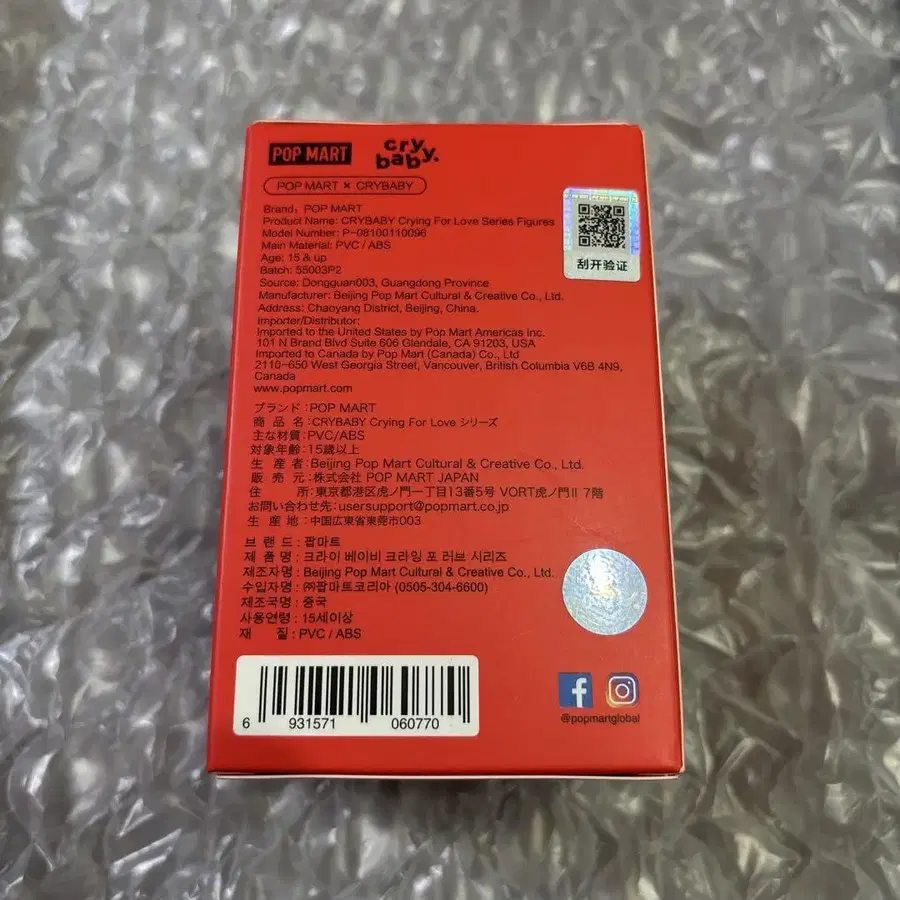 POP MART
cry
baby.
POP MART × CRYBABY
Brand: POP MART
Product Name: CRYBABY Crying For Love Series Figures
Model Number: P-08100110096
Main Material: PVC / ABS
Age: 15 & up
Batch: 55003P2
Source: Dongguan003, Guangdong Province
Manufacturer: Beijing Pop Mart Cultural & Creative Co., Ltd.
Address: Chaoyang District, Beijing, China.
Importer/Distributor:
Imported to the United States by Pop Mart Americas Inc.
101 N Brand Blvd Suite 606 Glendale, CA 91203, USA
Imported to Canada by Pop Mart (Canada) Co., Ltd
2110-650 West Georgia Street, Vancouver, British Columbia V6B 4N9,
Canada
www.popmart.com
刮开验证
ブランド:POP MART
商品名:CRYBABY Crying For Love シリーズ
主な材質:PVC/ABS
対象年齢:15歳以上
生産者:Beijing Pop Mart Cultural & Creative Co., Ltd.
販売元:株式会社 POP MART JAPAN
住所:東京都港区虎ノ門一丁目13番5号 VORT虎ノ門II 7階
お問い合わせ先:usersupport@popmart.co.jp
生産地:中国広東省東莞市003
브랜드 : 팝마트
제품명 : 크라이 베이비 크라잉 포 러브 시리즈
제조자명 : Beijing Pop Mart Cultural & Creative Co., Ltd.
수입자명 : ㈜팝마트코리아 (0505-304-6600)
제조국명 : 중국
사용연령 : 15세이상
재질 : PVC / ABS
6 931571 060770
@popmartglobal